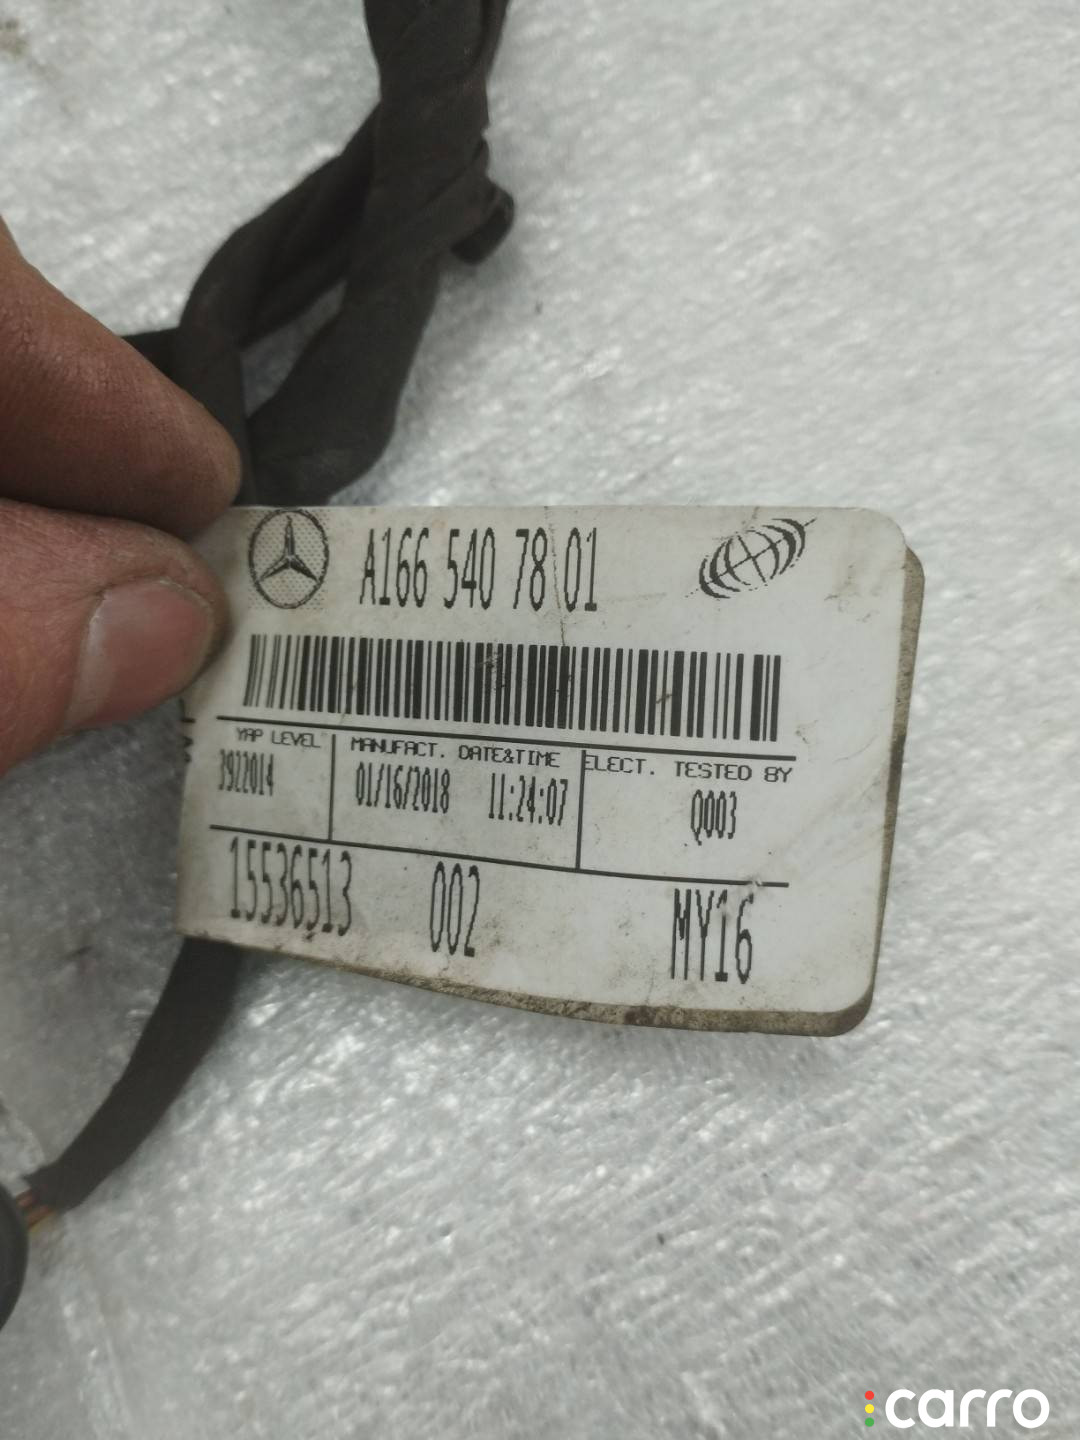 A166 540 78 01
YAP LEVEL MANUFACT. DATE&TIME ELECT. TESTED BY
3922014 01/16/2018 11:24:07 Q003
15536513 002 MY16
carro